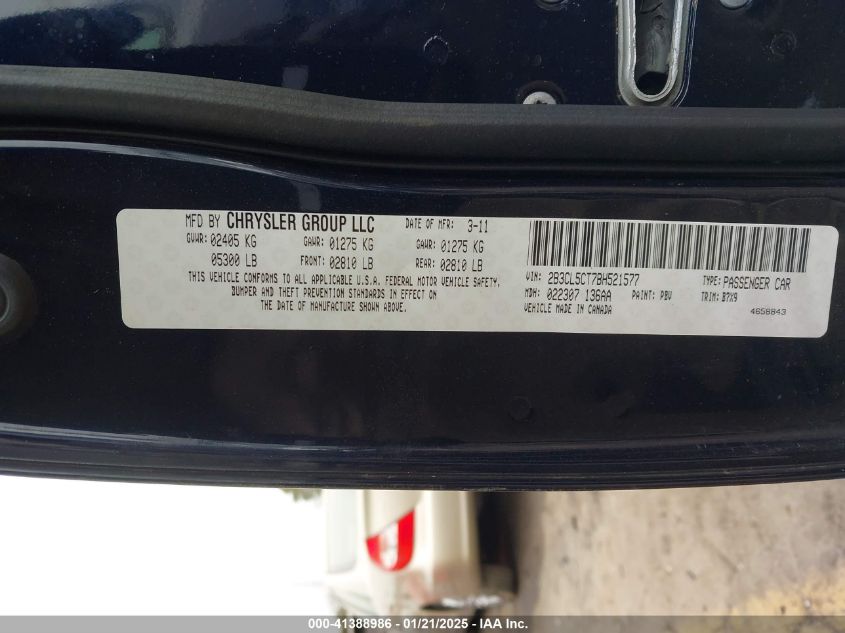 MFD BY CHRYSLER GROUP LLC DATE OF MFR: 3-11
GVWR: 02405 KG GAWR: 01275 KG GAWR: 01275 KG
05300 LB FRONT: 02810 LB REAR: 02810 LB
THIS VEHICLE CONFORMS TO ALL APPLICABLE U.S.A. FEDERAL MOTOR VEHICLE SAFETY,
BUMPER AND THEFT PREVENTION STANDARDS IN EFFECT ON
THE DATE OF MANUFACTURE SHOWN ABOVE.
VIN: 2B3CL5CT7BH521577 TYPE: PASSENGER CAR
MDH: 022307 136AA PAINT: PBV TRIM: B7X9
VEHICLE MADE IN CANADA 4658843
000-41388986 — 01/21/2025 — IAA Inc.